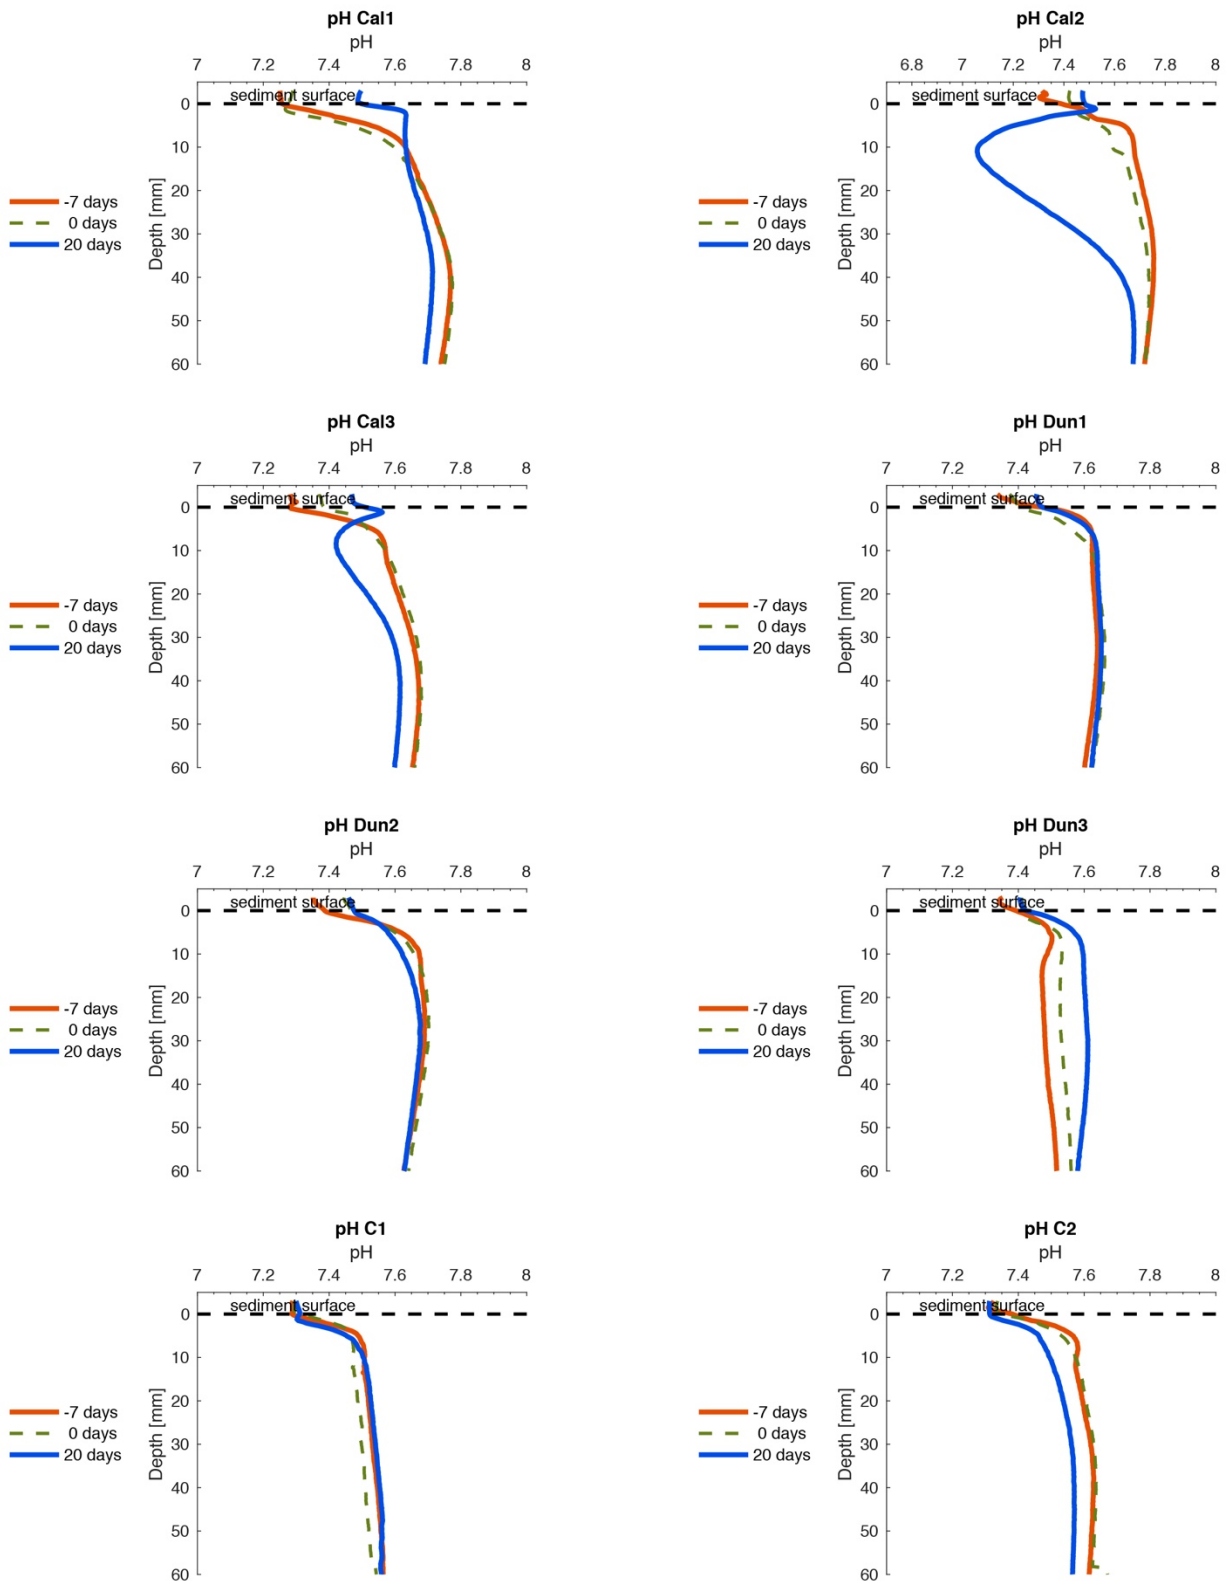 pH Cal1
pH
7 7.2 7.4 7.6 7.8 8
sediment surface
0
10
20
30
40
50
60
Depth [mm]
-7 days
0 days
20 days
pH Cal2
pH
6.8 7 7.2 7.4 7.6 7.8 8
sediment surface
0
10
20
30
40
50
60
Depth [mm]
-7 days
0 days
20 days
pH Cal3
pH
7 7.2 7.4 7.6 7.8 8
sediment surface
0
10
20
30
40
50
60
Depth [mm]
-7 days
0 days
20 days
pH Dun1
pH
7 7.2 7.4 7.6 7.8 8
sediment surface
0
10
20
30
40
50
60
Depth [mm]
-7 days
0 days
20 days
pH Dun2
pH
7 7.2 7.4 7.6 7.8 8
sediment surface
0
10
20
30
40
50
60
Depth [mm]
-7 days
0 days
20 days
pH Dun3
pH
7 7.2 7.4 7.6 7.8 8
sediment surface
0
10
20
30
40
50
60
Depth [mm]
-7 days
0 days
20 days
pH C1
pH
7 7.2 7.4 7.6 7.8 8
sediment surface
0
10
20
30
40
50
60
Depth [mm]
-7 days
0 days
20 days
pH C2
pH
7 7.2 7.4 7.6 7.8 8
sediment surface
0
10
20
30
40
50
60
Depth [mm]
-7 days
0 days
20 days